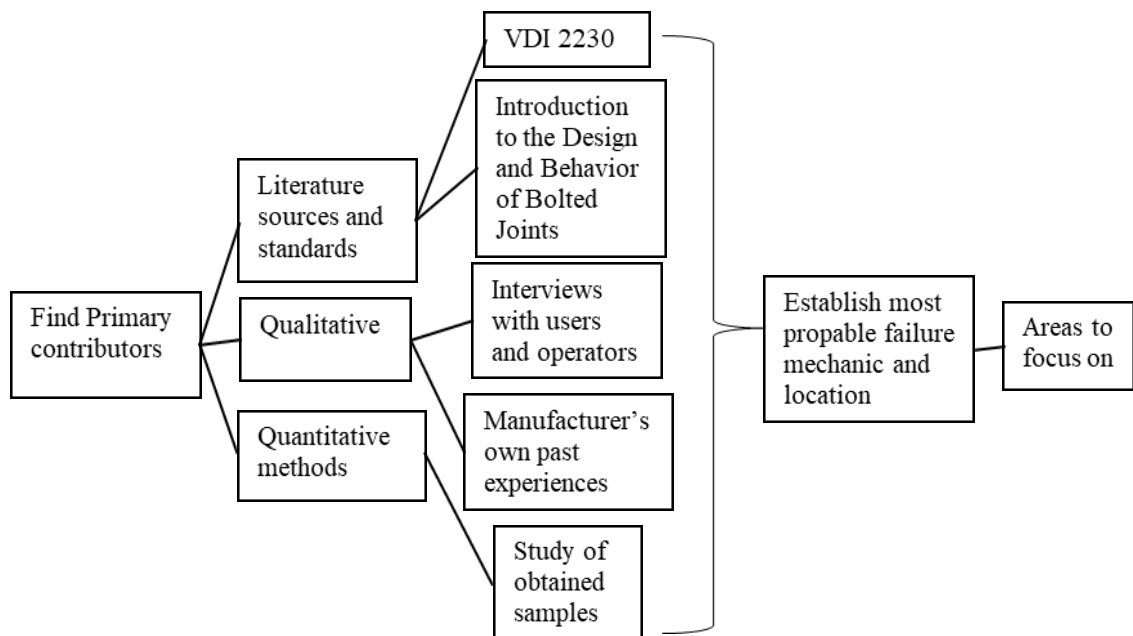 Find Primary
contributors
Literature
sources and
standards
Qualitative
Quantitative
methods
VDI 2230
Introduction
to the Design
and Behavior
of Bolted
Joints
Interviews
with users
and operators
Manufacturer’s
own past
experiences
Study of
obtained
samples
Establish most
propable failure
mechanic and
location
Areas to
focus on